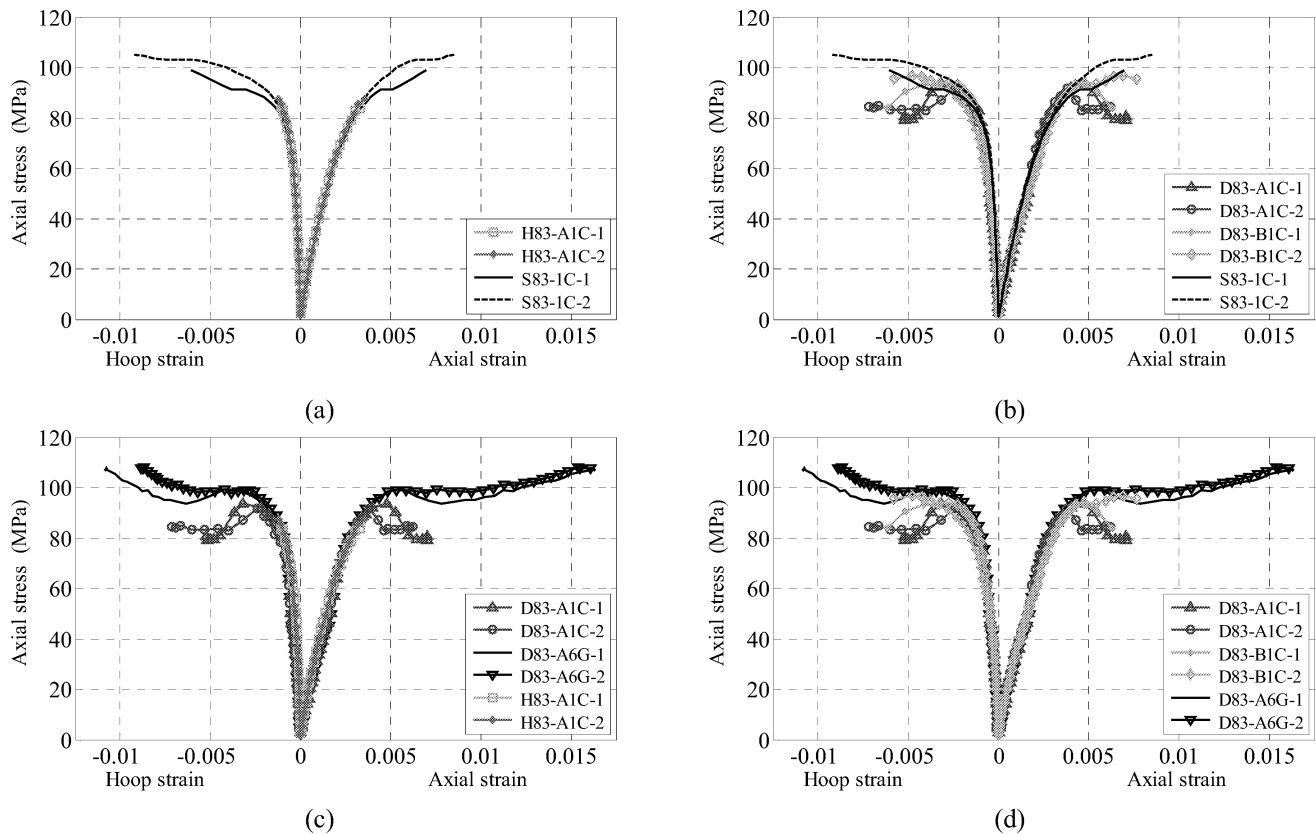 120
100
80
60
40
20
0
Axial stress (MPa)
H83-A1C-1
H83-A1C-2
S83-1C-1
S83-1C-2
-0.01 -0.005 0 0.005 0.01 0.015
Hoop strain Axial strain
(a)
120
100
80
60
40
20
0
Axial stress (MPa)
D83-A1C-1
D83-A1C-2
D83-B1C-1
D83-B1C-2
S83-1C-1
S83-1C-2
-0.01 -0.005 0 0.005 0.01 0.015
Hoop strain Axial strain
(b)
120
100
80
60
40
20
0
Axial stress (MPa)
D83-A1C-1
D83-A1C-2
D83-A6G-1
D83-A6G-2
H83-A1C-1
H83-A1C-2
-0.01 -0.005 0 0.005 0.01 0.015
Hoop strain Axial strain
(c)
120
100
80
60
40
20
0
Axial stress (MPa)
D83-A1C-1
D83-A1C-2
D83-B1C-1
D83-B1C-2
D83-A6G-1
D83-A6G-2
-0.01 -0.005 0 0.005 0.01 0.015
Hoop strain Axial strain
(d)